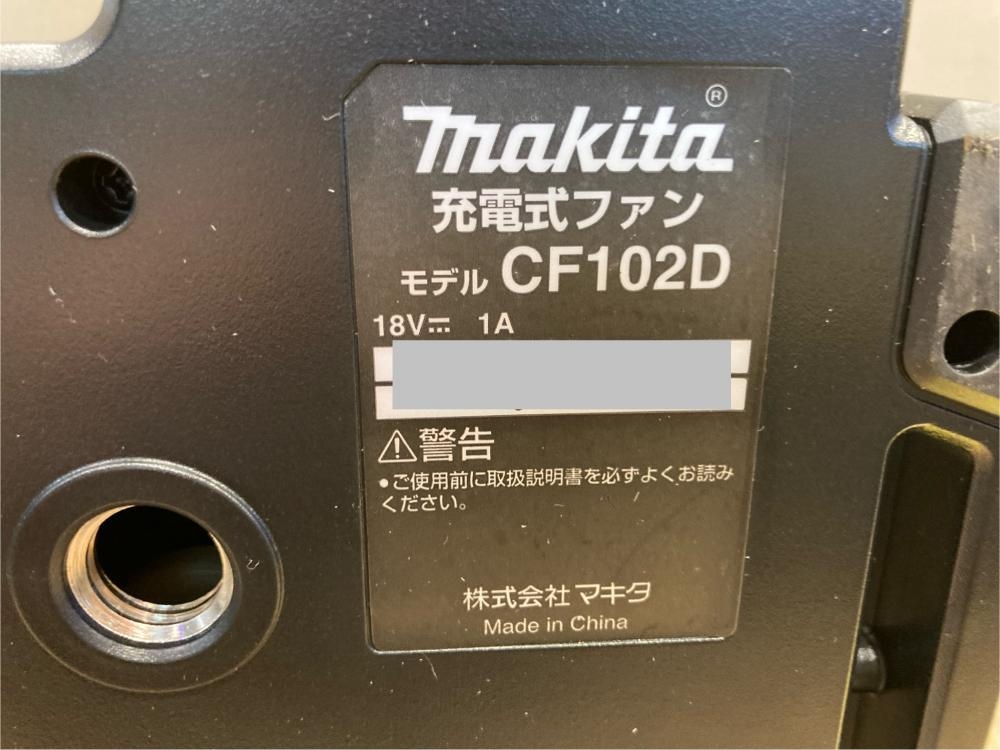 makita®
充電式ファン
モデル CF102D
18V⎓ 1A
⚠警告
•ご使用前に取扱説明書を必ずよくお読み
ください。
株式会社マキタ
Made in China